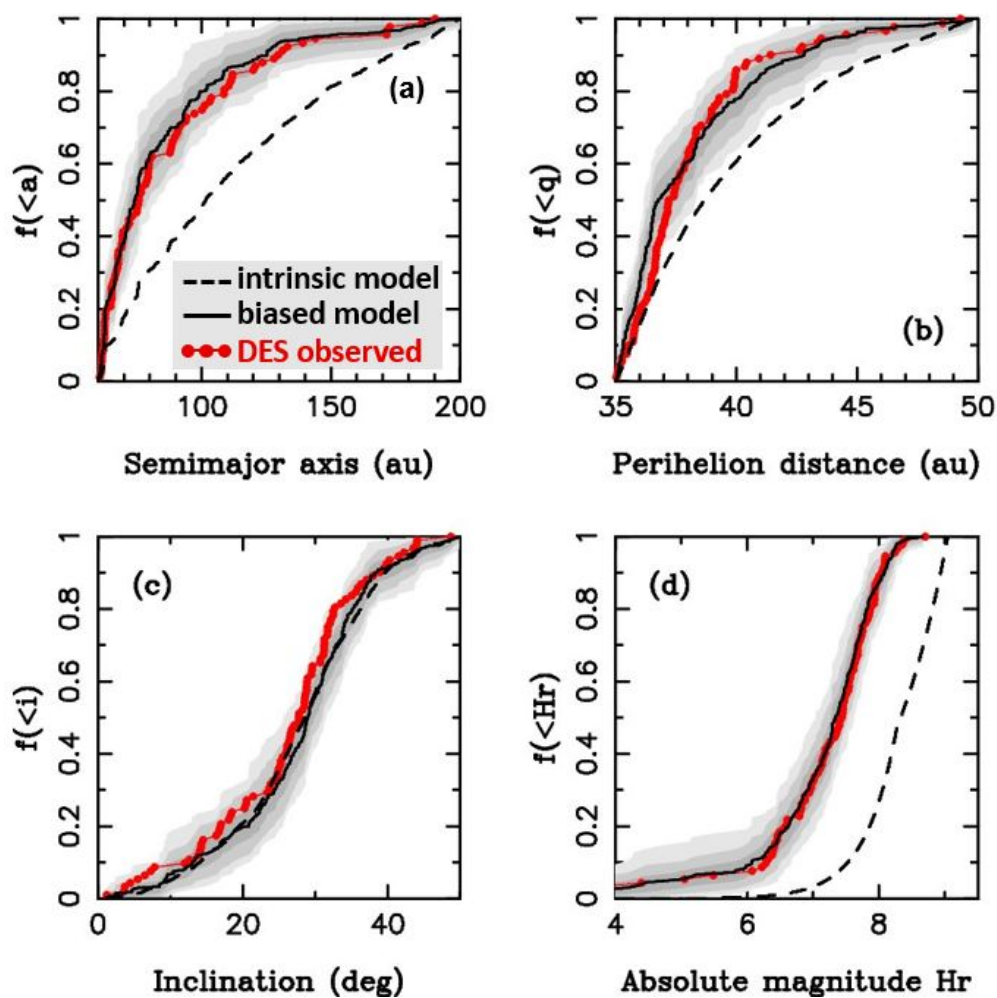 f(<a)
0 0.2 0.4 0.6 0.8 1
(a)
intrinsic model
biased model
DES observed
100 150 200
Semimajor axis (au)
f(<q)
0 0.2 0.4 0.6 0.8 1
(b)
35 40 45 50
Perihelion distance (au)
f(<i)
0 0.2 0.4 0.6 0.8 1
(c)
0 20 40
Inclination (deg)
f(<Hr)
0 0.2 0.4 0.6 0.8 1
(d)
4 6 8
Absolute magnitude Hr